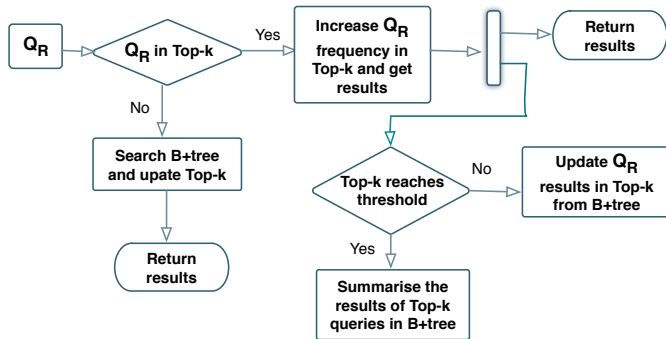 Q_R
Q_R in Top-k
Yes
Increase Q_R
frequency in
Top-k and get
results
Return
results
No
Search B+tree
and upate Top-k
Return
results
Top-k reaches
threshold
No
Update Q_R
results in Top-k
from B+tree
Yes
Summarise the
results of Top-k
queries in B+tree